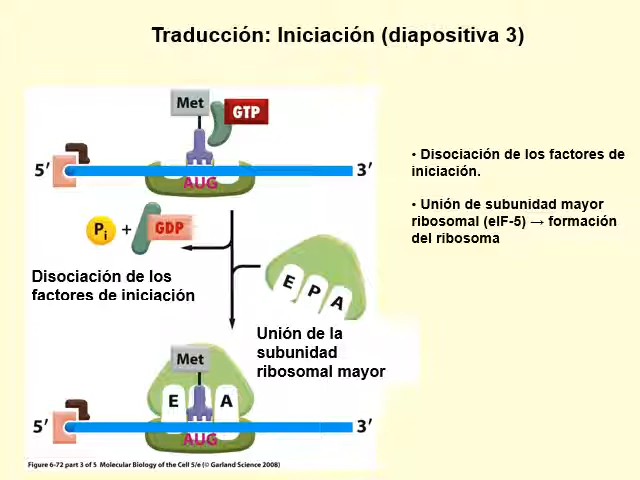 Traducción: Iniciación (diapositiva 3)
Met
GTP
5′
3′
AUG
• Disociación de los factores de
iniciación.
• Unión de subunidad mayor
ribosomal (eIF-5) → formación
del ribosoma
Pi + GDP
E P A
Disociación de los
factores de iniciación
Unión de la
subunidad
ribosomal mayor
Met
E A
5′
3′
AUG
Figure 6-72 part 3 of 5 Molecular Biology of the Cell 5/e (© Garland Science 2008)